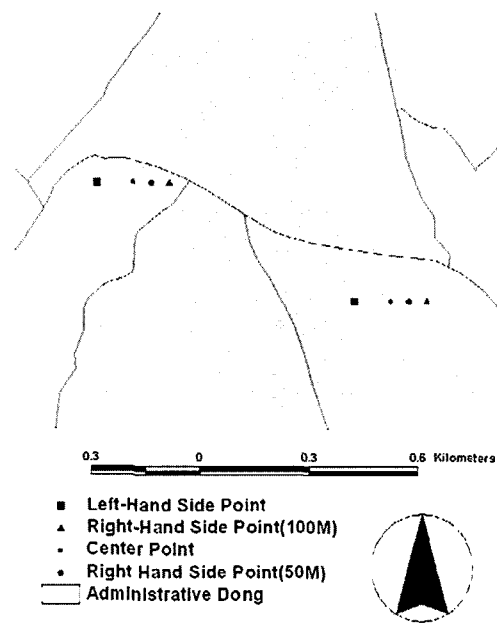 0.3 0 0.3 0.6 Kilometers
Left-Hand Side Point
Right-Hand Side Point(100M)
Center Point
Right Hand Side Point(50M)
Administrative Dong